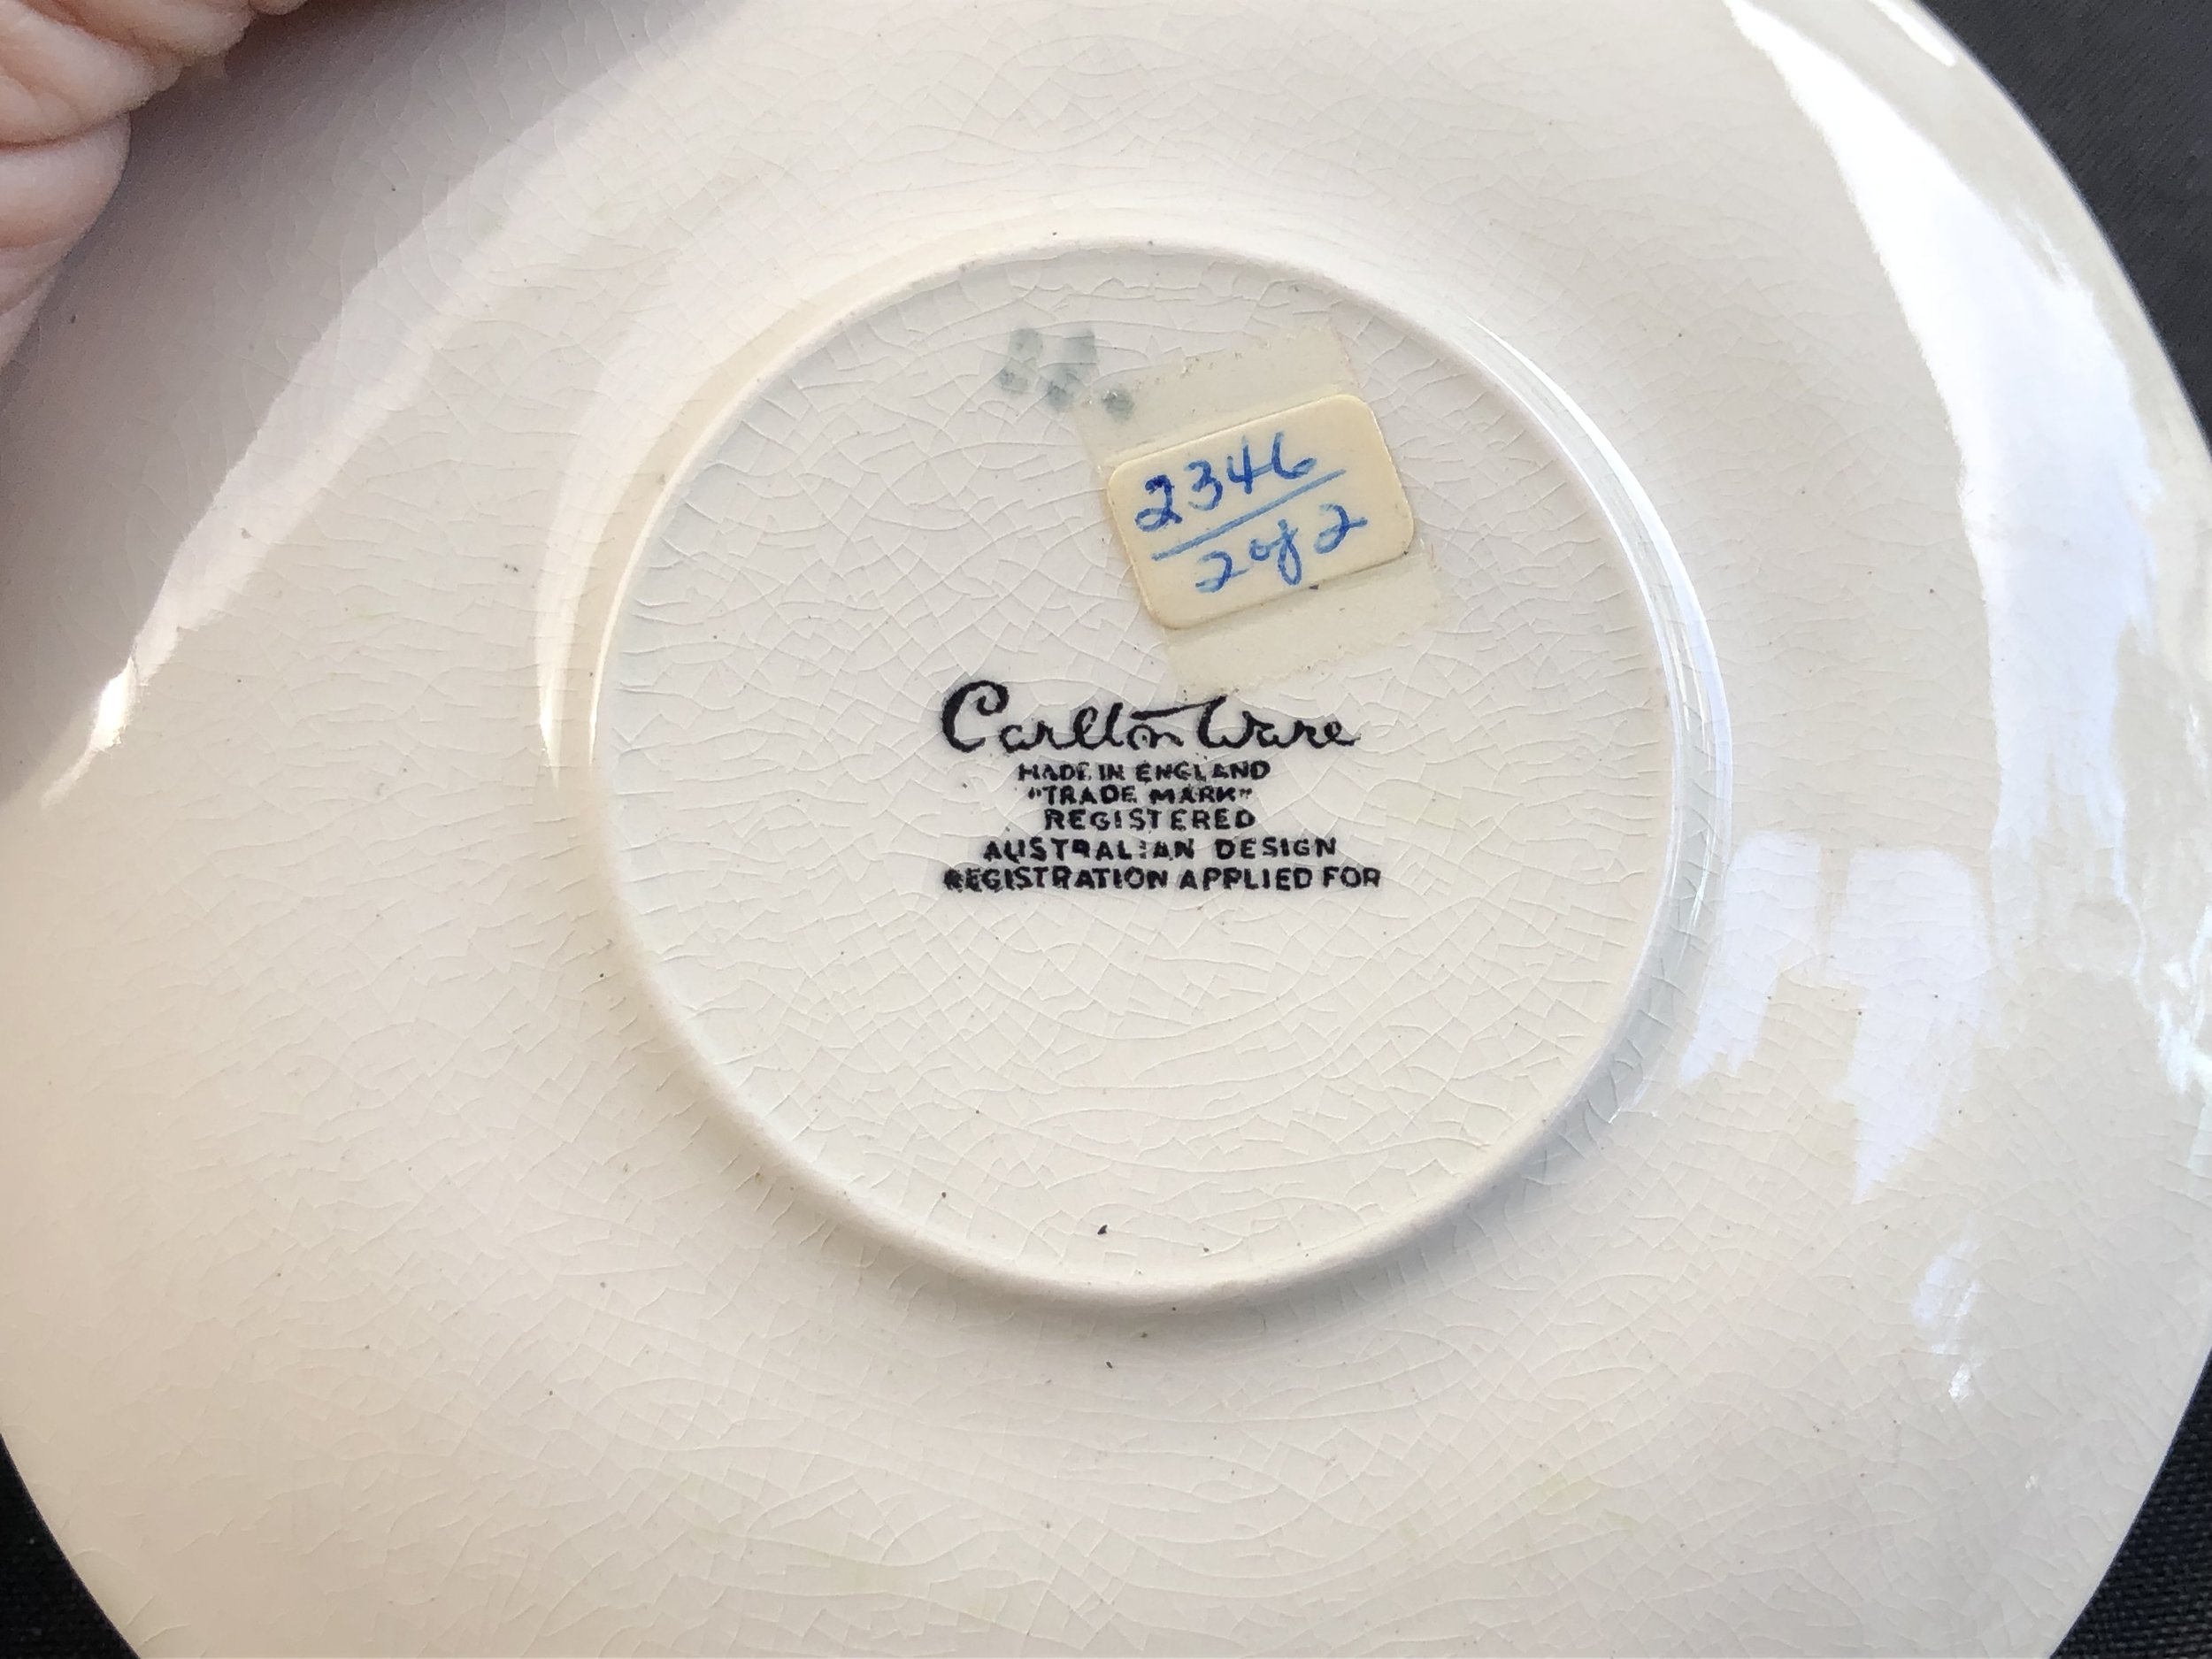 2346
2 of 2
Carlton Ware
MADE IN ENGLAND
"TRADE MARK"
REGISTERED
AUSTRALIAN DESIGN
REGISTRATION APPLIED FOR